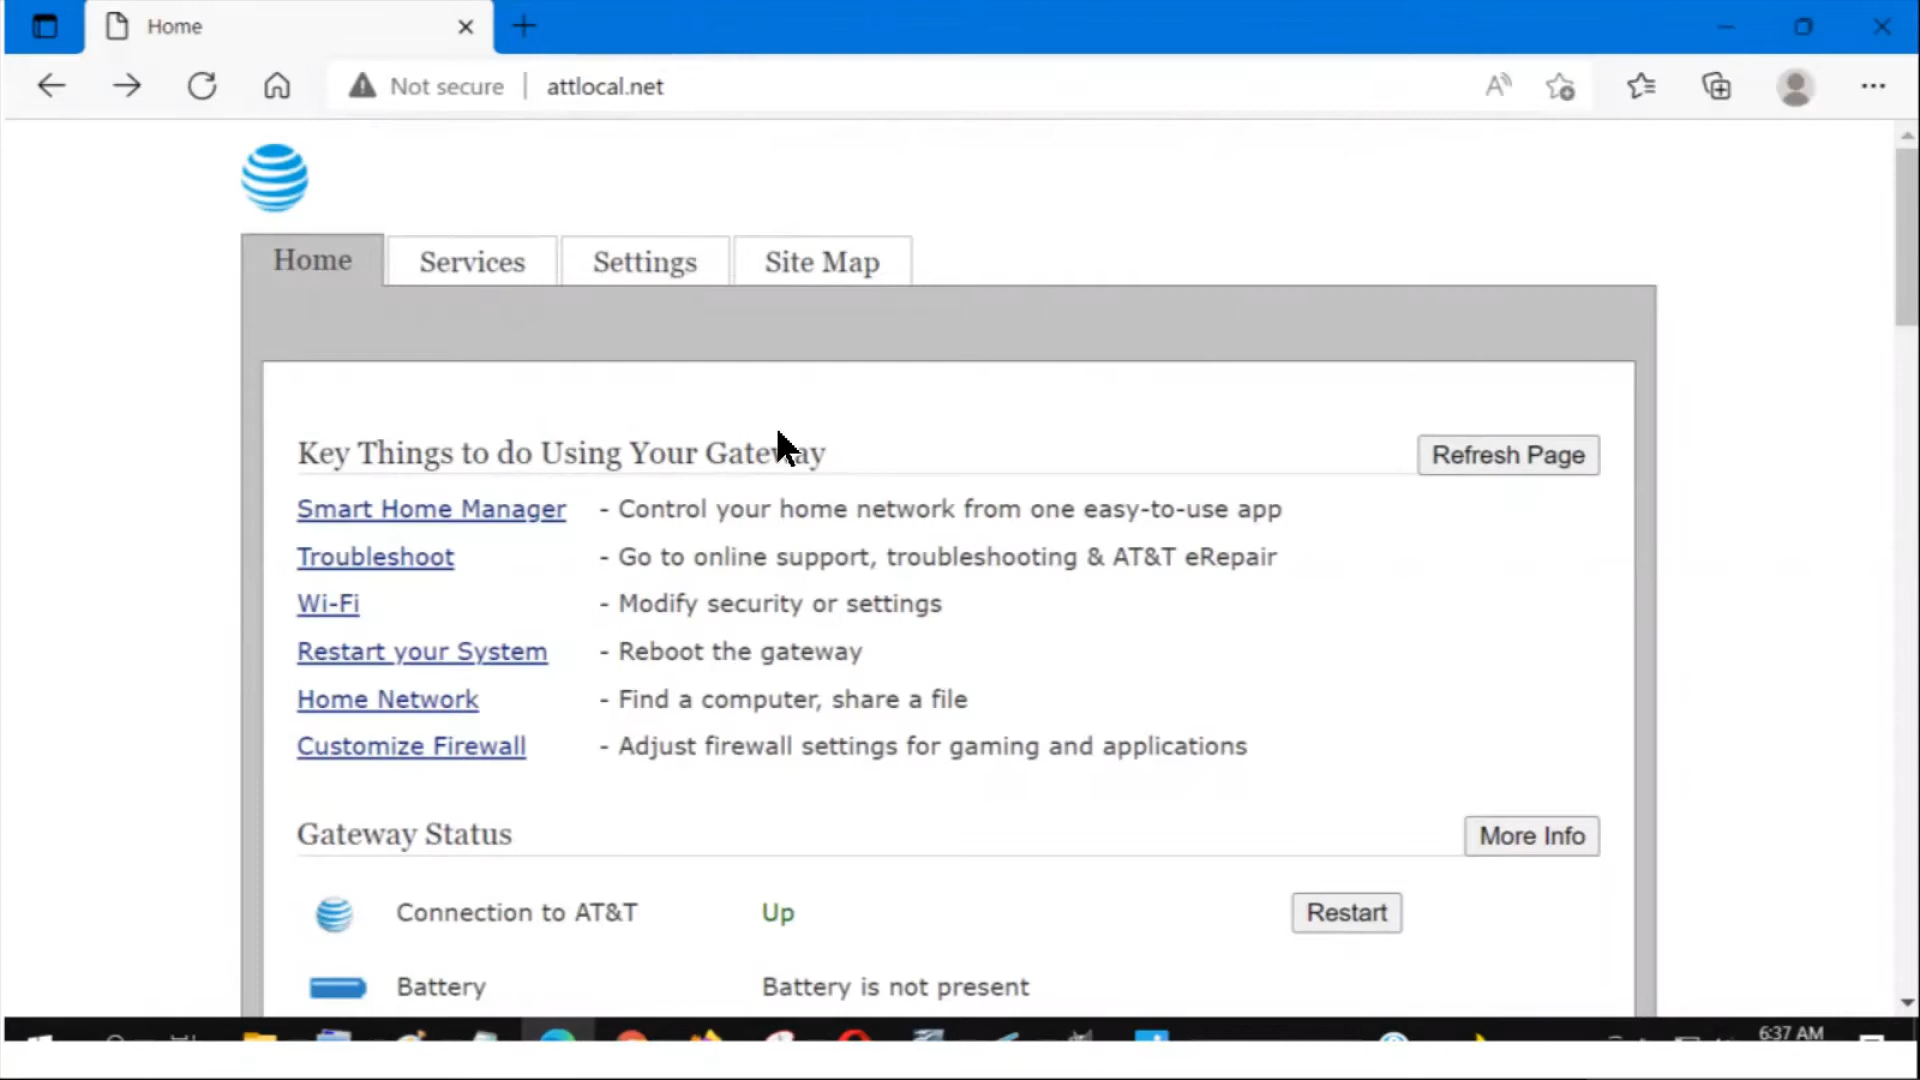 Home
Not secure | attlocal.net
Home
Services
Settings
Site Map
Key Things to do Using Your Gateway
Refresh Page
Smart Home Manager - Control your home network from one easy-to-use app
Troubleshoot - Go to online support, troubleshooting & AT&T eRepair
Wi-Fi - Modify security or settings
Restart your System - Reboot the gateway
Home Network - Find a computer, share a file
Customize Firewall - Adjust firewall settings for gaming and applications
Gateway Status
More Info
Connection to AT&T Up Restart
Battery Battery is not present
6:37 AM